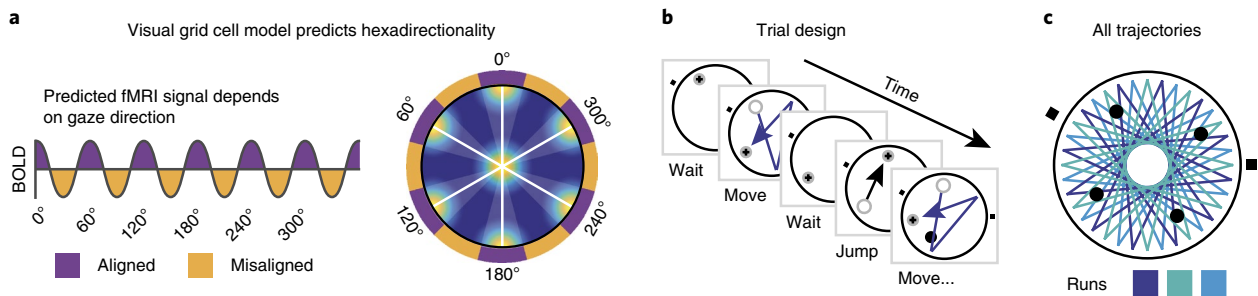 a
Visual grid cell model predicts hexadirectionality
Predicted fMRI signal depends
on gaze direction
BOLD
0°
60°
120°
180°
240°
300°
Aligned
Misaligned
0°
60°
300°
120°
240°
180°
b
Trial design
Time
Wait
Move
Wait
Jump
Move...
c
All trajectories
Runs